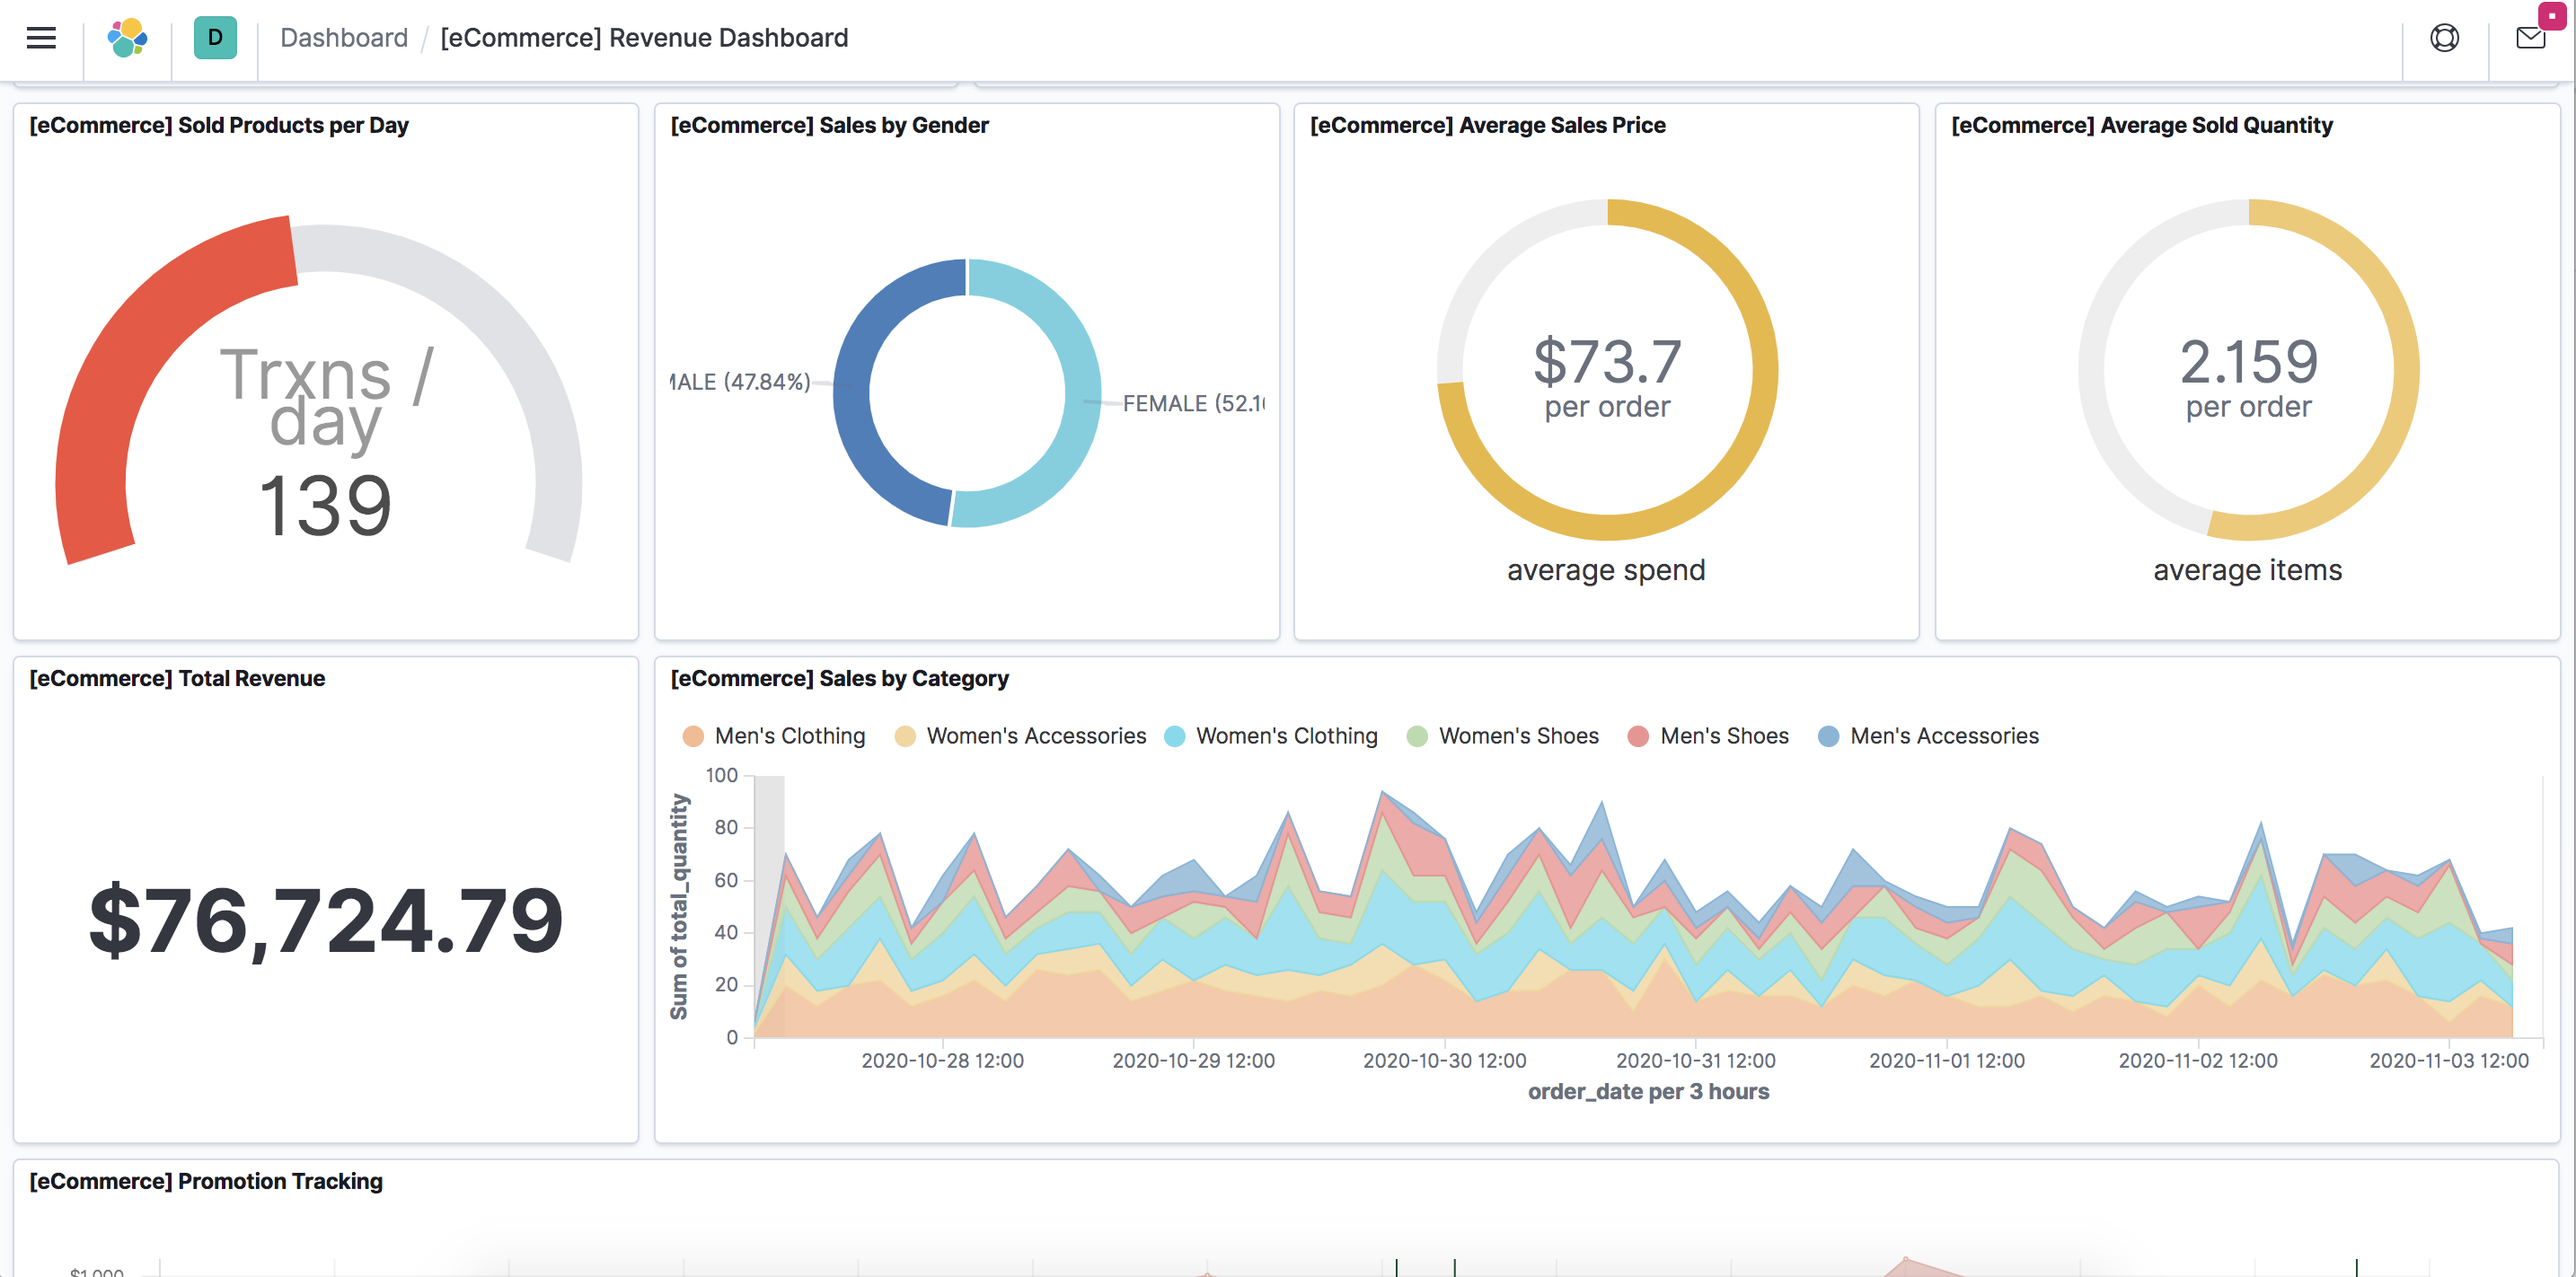 D
Dashboard / [eCommerce] Revenue Dashboard
[eCommerce] Sold Products per Day
Trxns /
day
139
[eCommerce] Sales by Gender
MALE (47.84%)
FEMALE (52.1
[eCommerce] Average Sales Price
$73.7
per order
average spend
[eCommerce] Average Sold Quantity
2.159
per order
average items
[eCommerce] Total Revenue
$76,724.79
[eCommerce] Sales by Category
Men's Clothing Women's Accessories Women's Clothing Women's Shoes Men's Shoes Men's Accessories
Sum of total_quantity
100
80
60
40
20
0
2020-10-28 12:00 2020-10-29 12:00 2020-10-30 12:00 2020-10-31 12:00 2020-11-01 12:00 2020-11-02 12:00 2020-11-03 12:00
order_date per 3 hours
[eCommerce] Promotion Tracking
$1,000